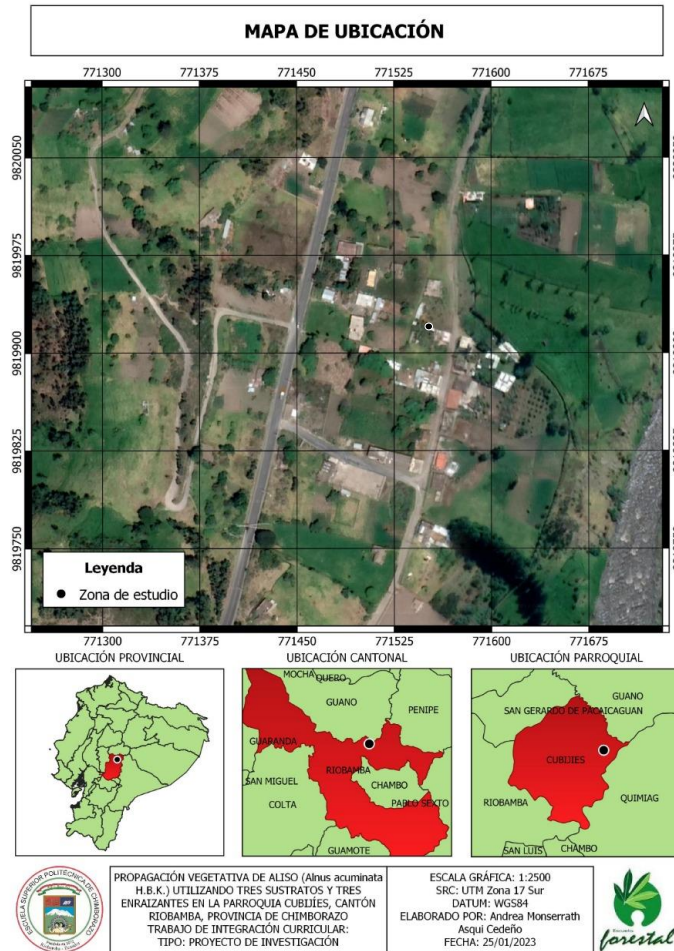 MAPA DE UBICACIÓN
771300 771375 771450 771525 771600 771675
9820050
9819975
9819900
9819825
9819750
Leyenda
Zona de estudio
771300 771375 771450 771525 771600 771675
UBICACIÓN PROVINCIAL
UBICACIÓN CANTONAL
MOCHA QUERO
GUANO
PENIPE
GUARANDA
RIOBAMBA
SAN MIGUEL
CHAMBO
COLTA
PABLO SEXTO
GUAMOTE
UBICACIÓN PARROQUIAL
GUANO
SAN GERARDO DE PACAICAGUAN
CUBIJIES
RIOBAMBA
QUIMIAG
SAN LUIS
CHAMBO
ESCUELA SUPERIOR POLITÉCNICA DE CHIMBORAZO
PROPAGACIÓN VEGETATIVA DE ALISO (Alnus acuminata
H.B.K.) UTILIZANDO TRES SUSTRATOS Y TRES
ENRAIZANTES EN LA PARROQUIA CUBIJÍES, CANTÓN
RIOBAMBA, PROVINCIA DE CHIMBORAZO
TRABAJO DE INTEGRACIÓN CURRICULAR:
TIPO: PROYECTO DE INVESTIGACIÓN
ESCALA GRÁFICA: 1:2500
SRC: UTM Zona 17 Sur
DATUM: WGS84
ELABORADO POR: Andrea Monserrath
Asqui Cedeño
FECHA: 25/01/2023
forestal